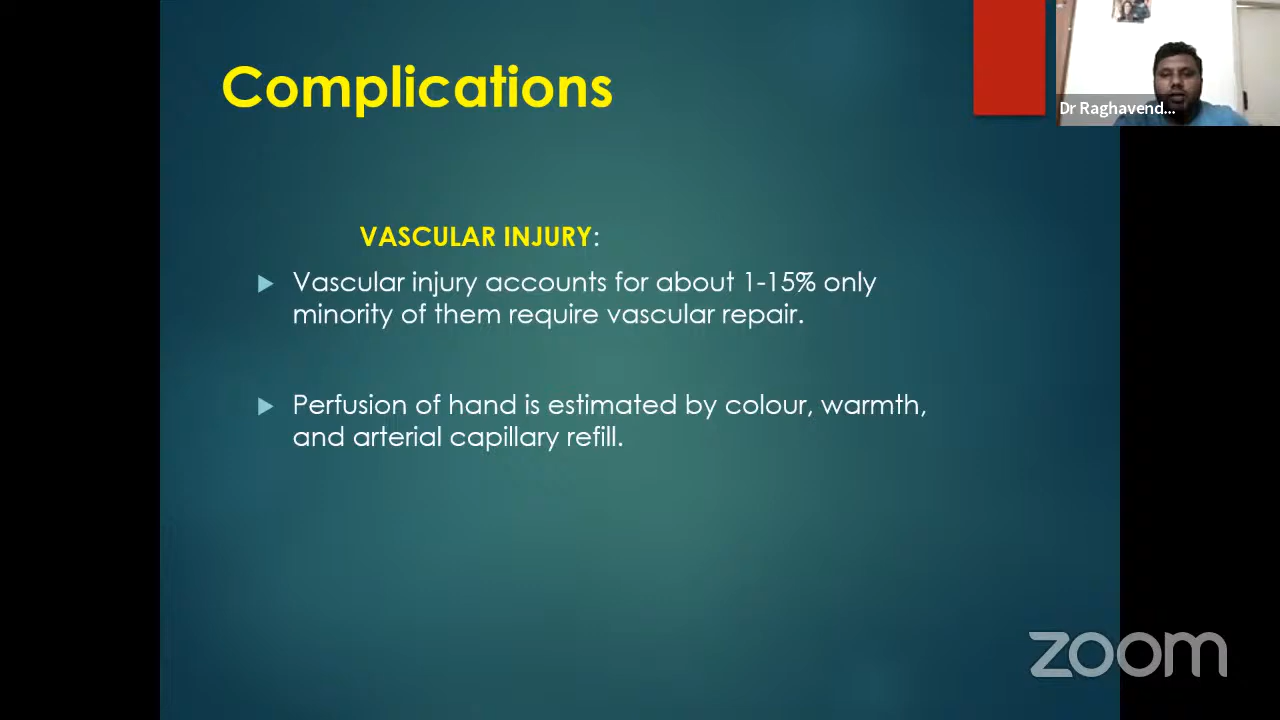 Complications
Dr Raghavend...
VASCULAR INJURY:
Vascular injury accounts for about 1-15% only
minority of them require vascular repair.
Perfusion of hand is estimated by colour, warmth,
and arterial capillary refill.
zoom